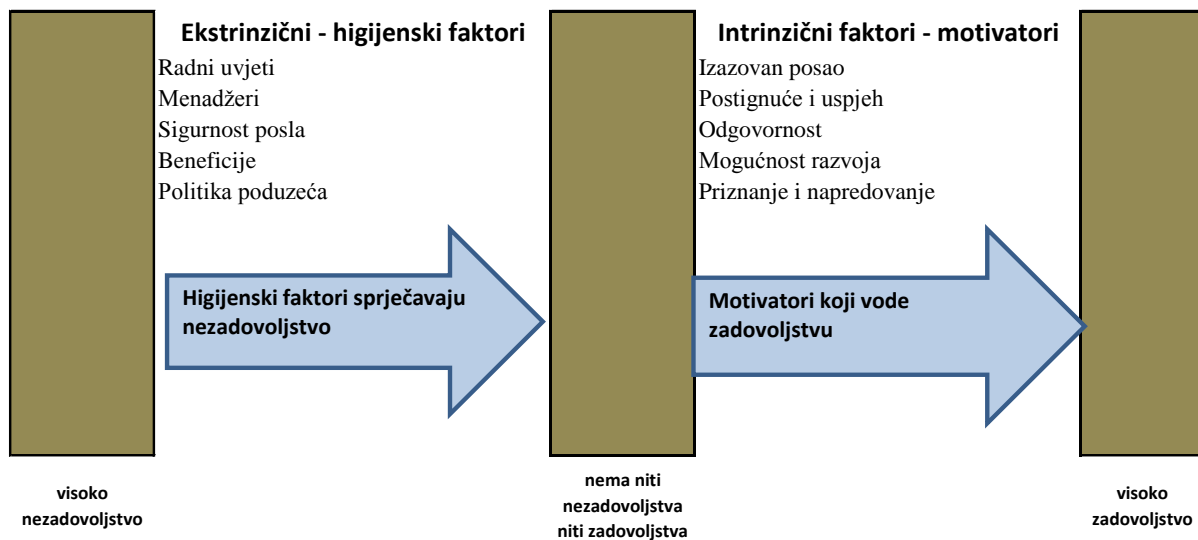 Ekstrinzični - higijenski faktori
Radni uvjeti
Menadžeri
Sigurnost posla
Beneficije
Politika poduzeća
Higijenski faktori sprječavaju
nezadovoljstvo
Intrinzični faktori - motivatori
Izazovan posao
Postignuće i uspjeh
Odgovornost
Mogućnost razvoja
Priznanje i napredovanje
Motivatori koji vode
zadovoljstvu
visoko
nezadovoljstvo
nema niti
nezadovoljstva
niti zadovoljstva
visoko
zadovoljstvo